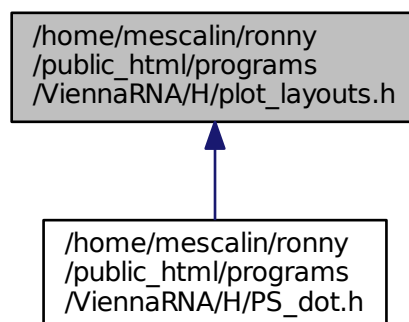 /home/mescalin/ronny
/public_html/programs
/ViennaRNA/H/plot_layouts.h
/home/mescalin/ronny
/public_html/programs
/ViennaRNA/H/PS_dot.h